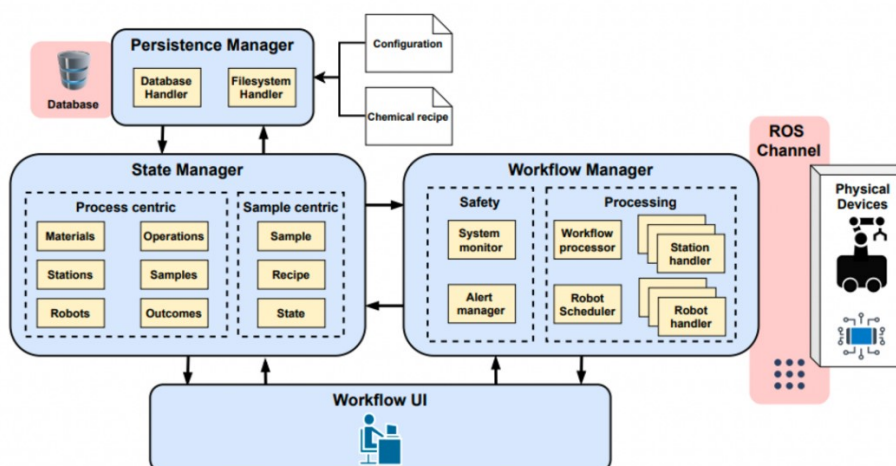 Persistence Manager
Database
Handler
Filesystem
Handler
Configuration
Chemical recipe
Database
ROS
Channel
State Manager
Process centric
Materials
Operations
Stations
Samples
Robots
Outcomes
Sample centric
Sample
Recipe
State
Workflow Manager
Safety
System
monitor
Alert
manager
Processing
Workflow
processor
Station
handler
Robot
Scheduler
Robot
handler
Physical
Devices
Workflow UI